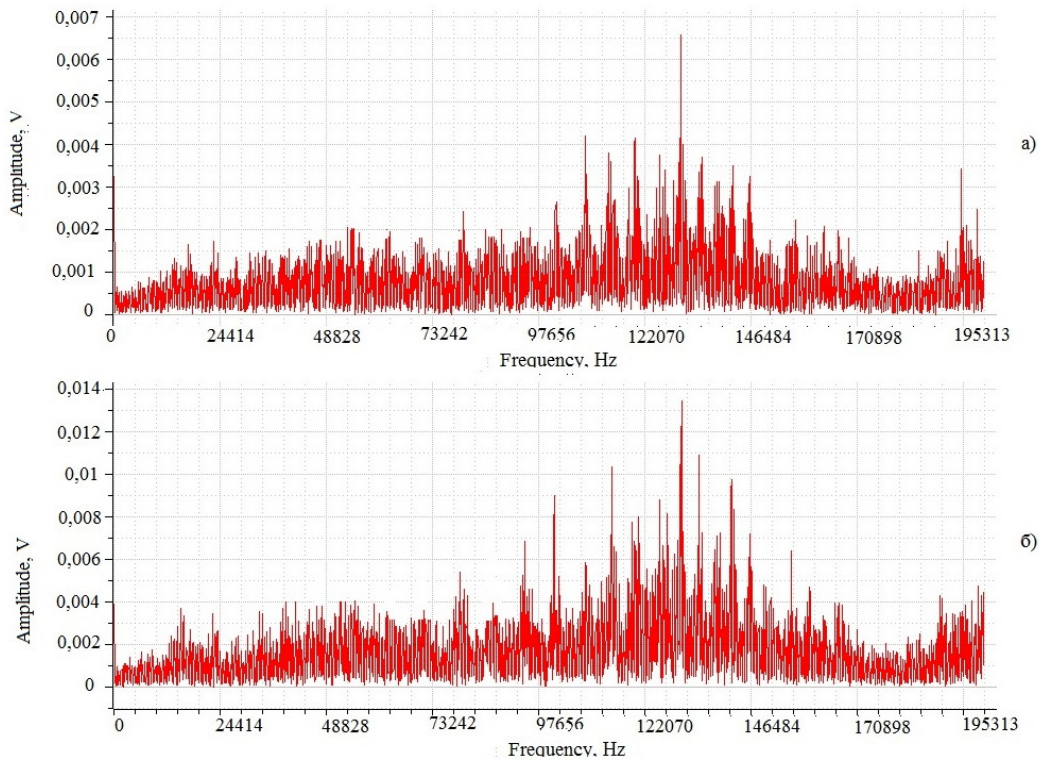 0,007
0,006
0,005
0,004
0,003
0,002
0,001
0
Amplitude, V
а)
0 24414 48828 73242 97656 122070 146484 170898 195313
Frequency, Hz
0,014
0,012
0,01
0,008
0,006
0,004
0,002
0
Amplitude, V
б)
0 24414 48828 73242 97656 122070 146484 170898 195313
Frequency, Hz